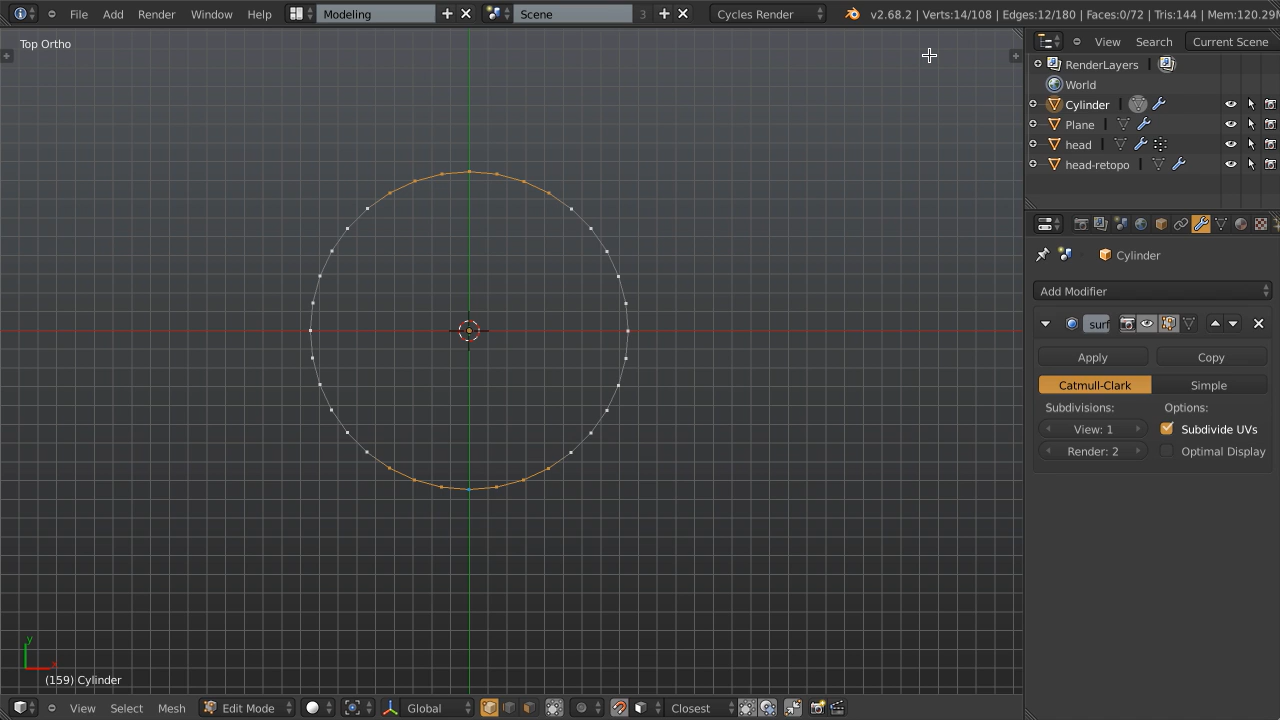 File Add Render Window Help Modeling Scene 3 Cycles Render v2.68.2 | Verts:14/108 | Edges:12/180 | Faces:0/72 | Tris:144 | Mem:120.29M
Top Ortho
View Search Current Scene
RenderLayers
World
Cylinder
Plane
head
head-retopo
Cylinder
Add Modifier
surf
Apply Copy
Catmull-Clark Simple
Subdivisions: Options:
View: 1 Subdivide UVs
Render: 2 Optimal Display
y
x
(159) Cylinder
View Select Mesh Edit Mode Global Closest